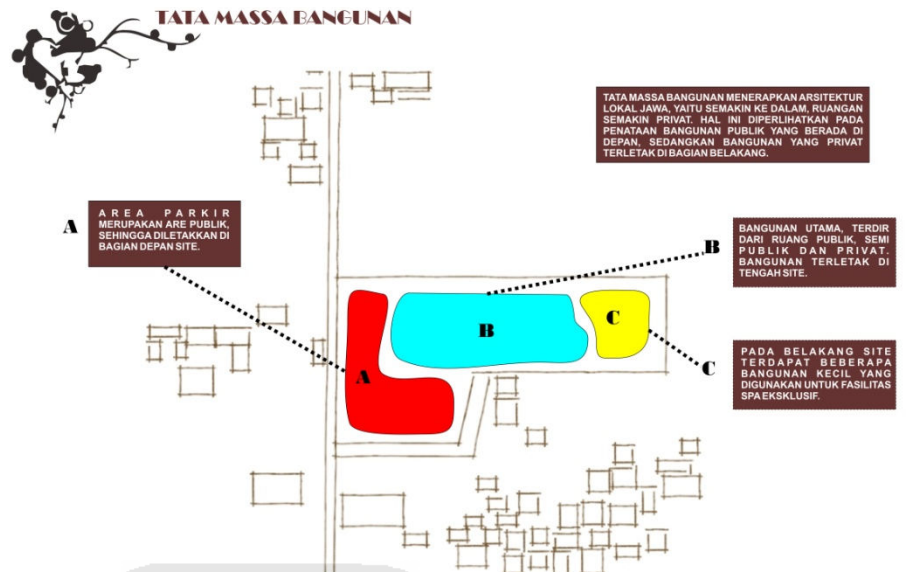 TATA MASSA BANGUNAN
TATA MASSA BANGUNAN MENERAPKAN ARSITEKTUR
LOKAL JAWA, YAITU SEMAKIN KE DALAM, RUANGAN
SEMAKIN PRIVAT. HAL INI DIPERLIHATKAN PADA
PENATAAN BANGUNAN PUBLIK YANG BERADA DI
DEPAN, SEDANGKAN BANGUNAN YANG PRIVAT
TERLETAK DI BAGIAN BELAKANG.
A
AREA PARKIR
MERUPAKAN ARE PUBLIK,
SEHINGGA DILETAKKAN DI
BAGIAN DEPAN SITE.
B
BANGUNAN UTAMA, TERDIR
DARI RUANG PUBLIK, SEMI
PUBLIK DAN PRIVAT.
BANGUNAN TERLETAK DI
TENGAH SITE.
A
B
C
C
PADA BELAKANG SITE
TERDAPAT BEBERAPA
BANGUNAN KECIL YANG
DIGUNAKAN UNTUK FASILITAS
SPA EKSKLUSIF.